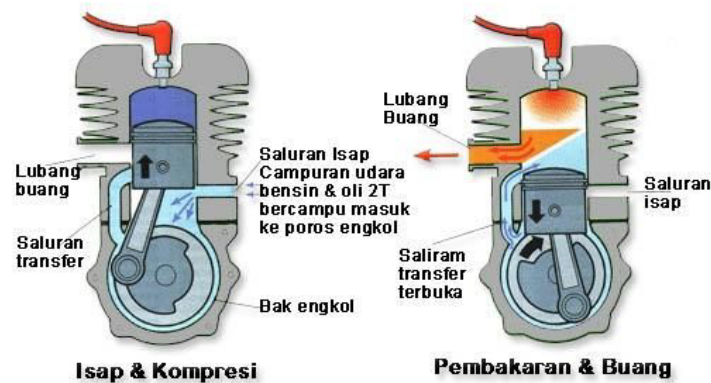 Lubang
buang
Saluran
transfer
Saluran Isap
Campuran udara
bensin & oli 2T
bercampu masuk
ke poros engkol
Bak engkol
Isap & Kompresi
Lubang
Buang
Saluran
isap
Saliram
transfer
terbuka
Pembakaran & Buang